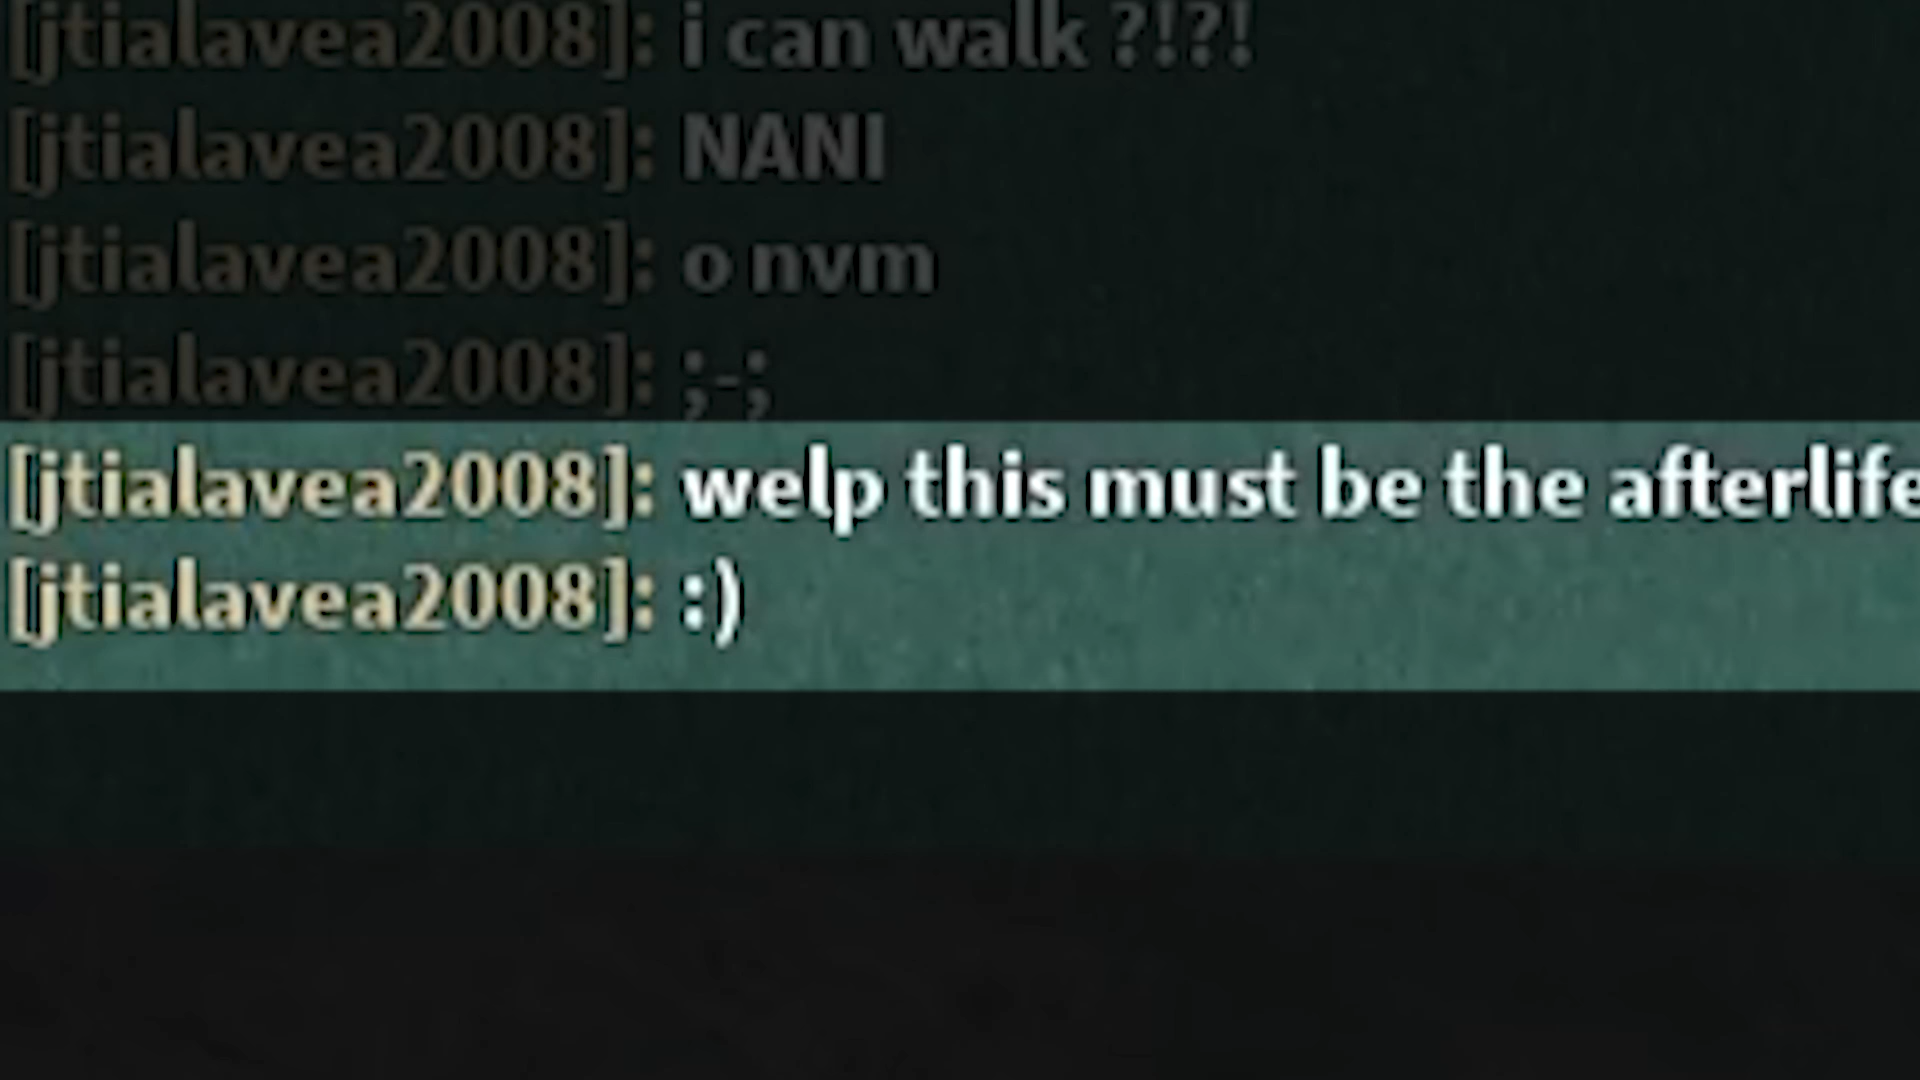 [jtialavea2008]: i can walk ?!?!
[jtialavea2008]: NANI
[jtialavea2008]: o nvm
[jtialavea2008]: ;-;
[jtialavea2008]: welp this must be the afterlife
[jtialavea2008]: :)